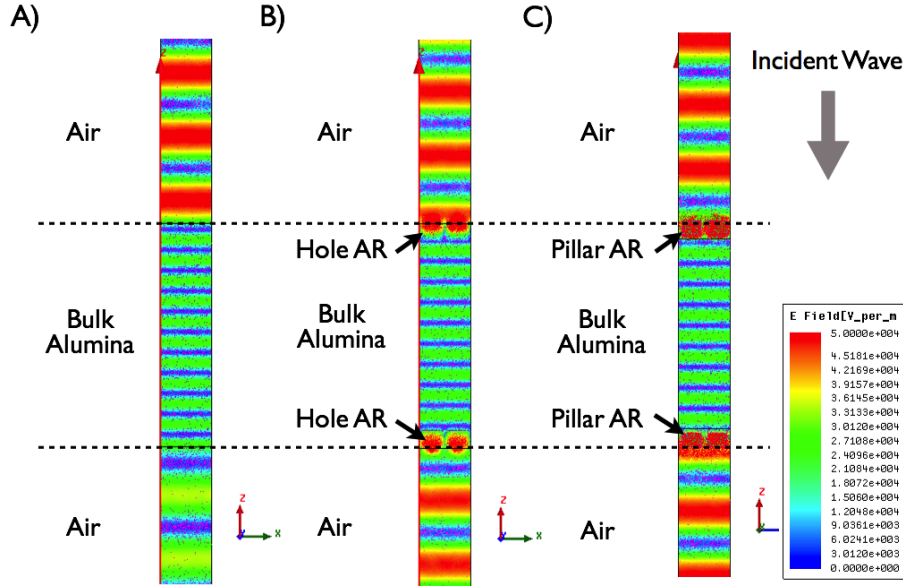 A)
B)
C)
Z
Incident Wave
Air
Air
Air
Hole AR
Pillar AR
Bulk
Alumina
Bulk
Alumina
Bulk
Alumina
Hole AR
Pillar AR
Air
Air
Air
Z
X
Z
X
Z
E Field[V_per_m
5.0000e+004
4.5181e+004
4.2169e+004
3.9157e+004
3.6145e+004
3.3133e+004
3.0120e+004
2.7108e+004
2.4096e+004
2.1084e+004
1.8072e+004
1.5060e+004
1.2048e+004
9.0361e+003
6.0241e+003
3.0120e+003
0.0000e+000